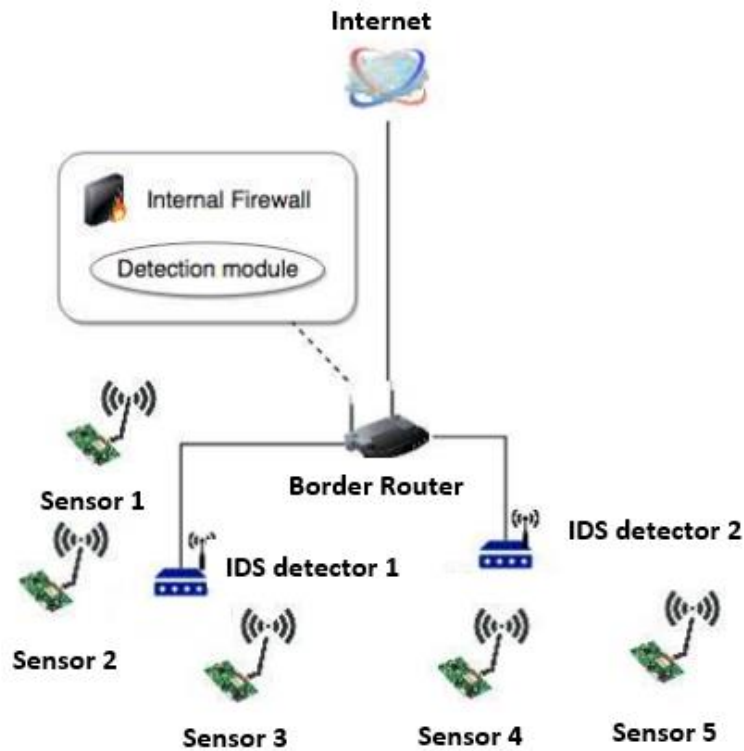 Internet
Internal Firewall
Detection module
Sensor 1
Border Router
IDS detector 2
IDS detector 1
Sensor 2
Sensor 3
Sensor 4
Sensor 5